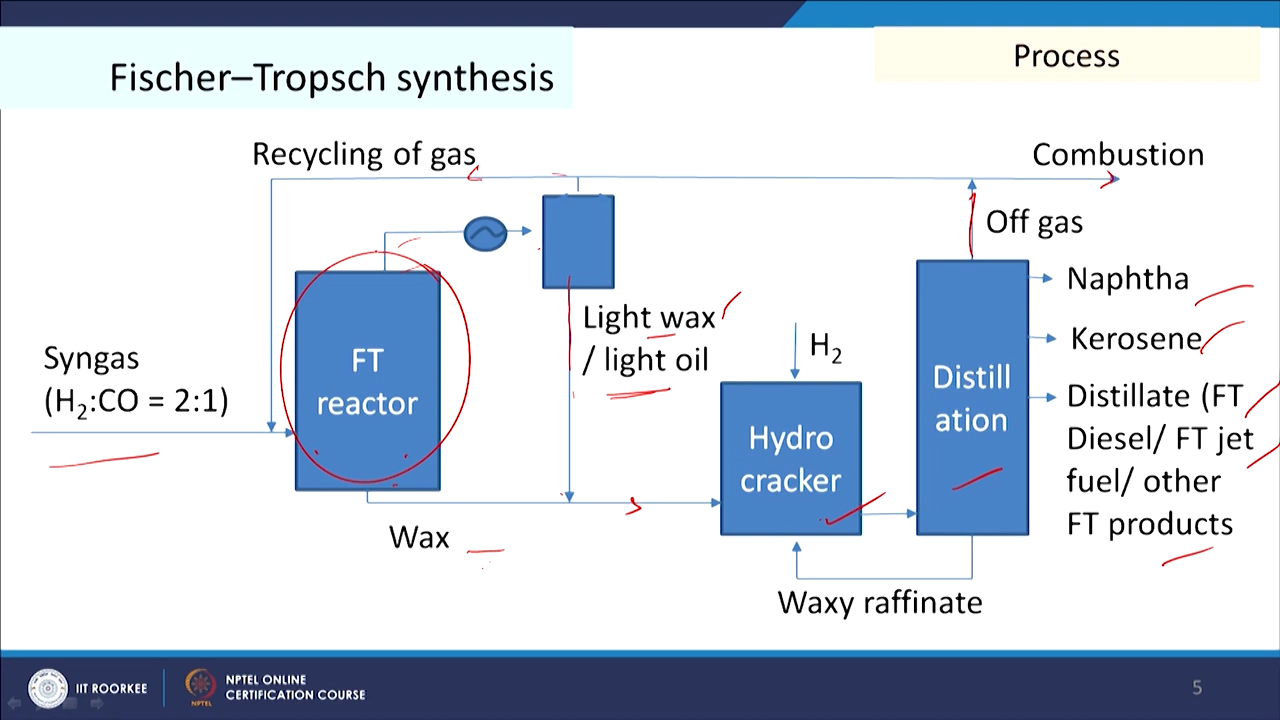 Fischer–Tropsch synthesis
Process
Recycling of gas
Combustion
Off gas
Naphtha
Kerosene
Distillate (FT
Diesel/ FT jet
fuel/ other
FT products
Light wax
/ light oil
H₂
Syngas
(H₂:CO = 2:1)
FT
reactor
Distill
ation
Hydro
cracker
Wax
Waxy raffinate
IIT ROORKEE
NPTEL
NPTEL ONLINE
CERTIFICATION COURSE
5